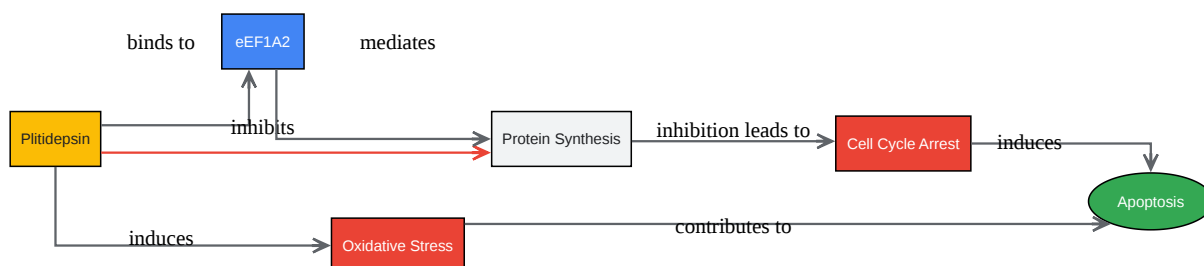 binds to
eEF1A2
mediates
Plitidepsin
inhibits
Protein Synthesis
inhibition leads to
Cell Cycle Arrest
induces
Apoptosis
induces
Oxidative Stress
contributes to